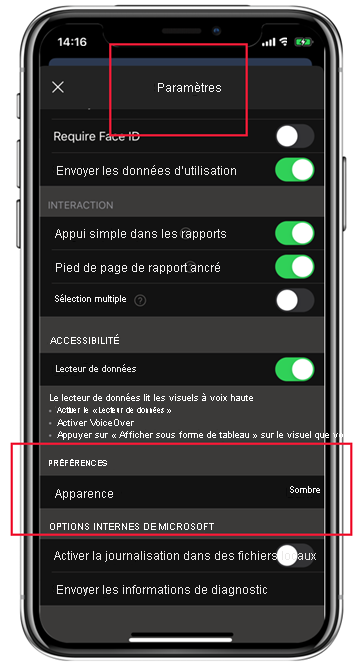 14:16
Paramètres
Require Face ID
Envoyer les données d'utilisation
INTERACTION
Appui simple dans les rapports
Pied de page de rapport ancré
Sélection multiple ?
ACCESSIBILITÉ
Lecteur de données
Le lecteur de données lit les visuels à voix haute
• Activer le « Lecteur de données »
• Activer VoiceOver
• Appuyer sur « Afficher sous forme de tableau » sur le visuel que
PRÉFÉRENCES
Apparence
Sombre
OPTIONS INTERNES DE MICROSOFT
Activer la journalisation dans des fichiers locaux
Envoyer les informations de diagnostic